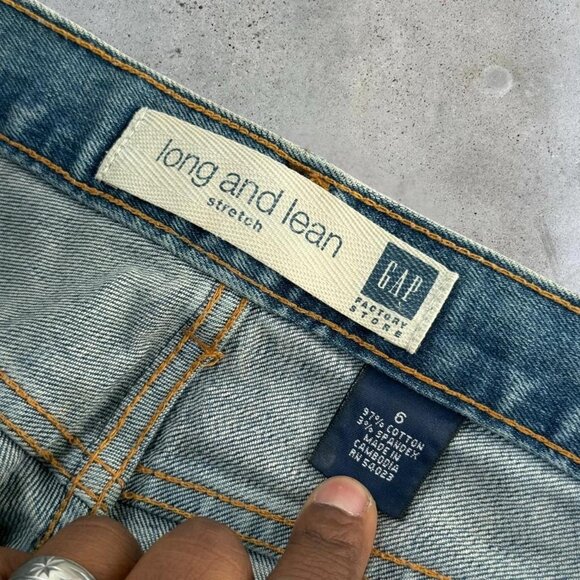 long and lean
stretch
GAP
FACTORY
STORE
6
97% COTTON
3% SPANDEX
MADE IN
CAMBODIA
RN 54023